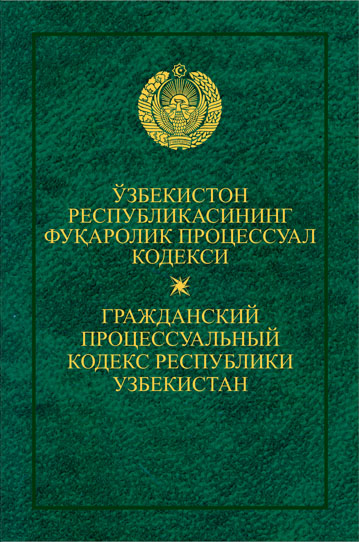 ЎЗБЕКИСТОН
РЕСПУБЛИКАСИНИНГ
ФУҚАРОЛИК ПРОЦЕССУАЛ
КОДЕКСИ
ГРАЖДАНСКИЙ
ПРОЦЕССУАЛЬНЫЙ
КОДЕКС РЕСПУБЛИКИ
УЗБЕКИСТАН